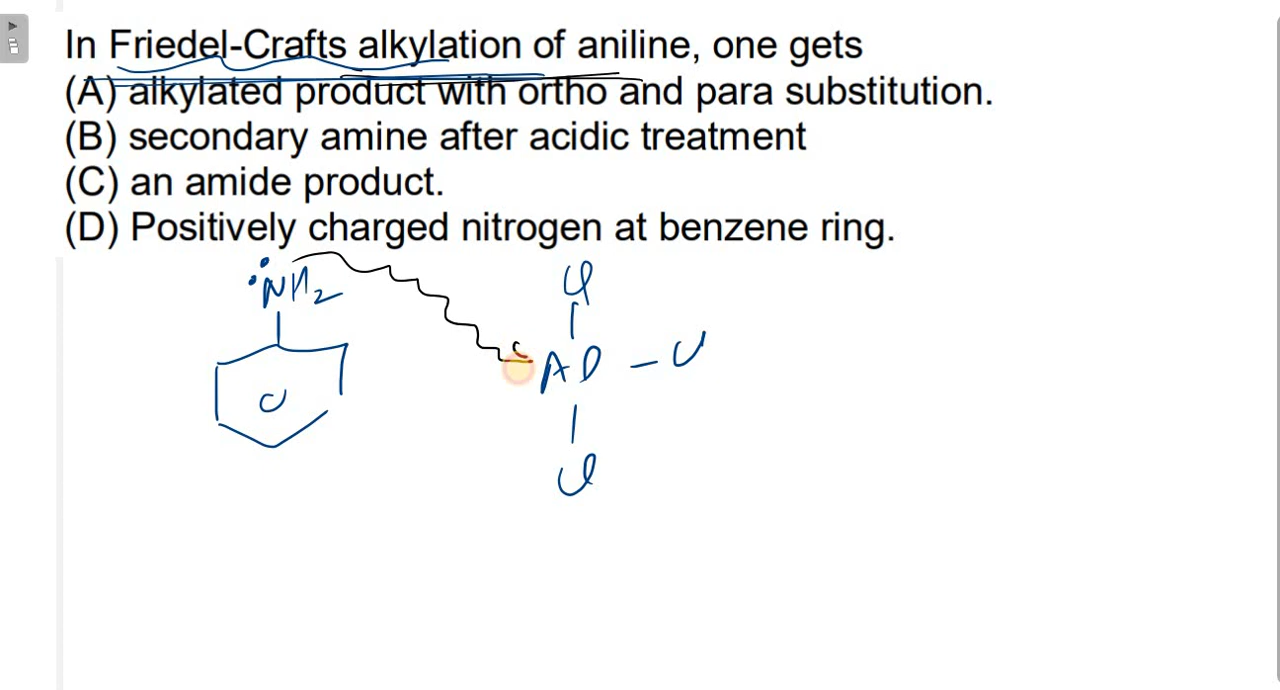 In Friedel-Crafts alkylation of aniline, one gets
(A) alkylated product with ortho and para substitution.
(B) secondary amine after acidic treatment
(C) an amide product.
(D) Positively charged nitrogen at benzene ring.
:NH2
Cl
Al - Cl
Cl